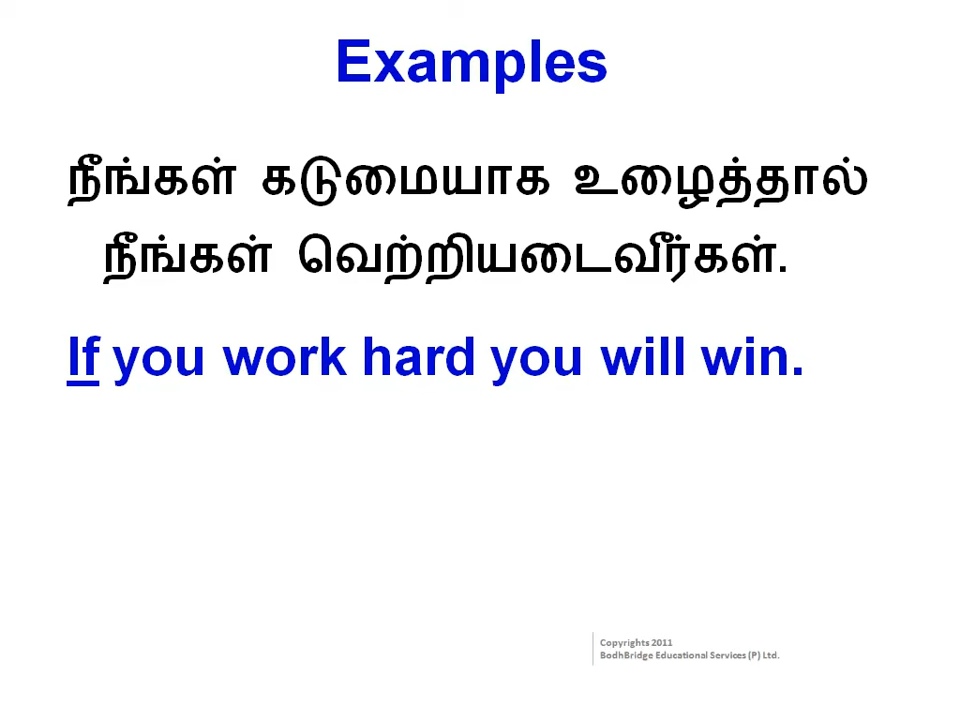 Examples
நீங்கள் கடுமையாக உழைத்தால்
நீங்கள் வெற்றியடைவீர்கள்.
If you work hard you will win.
Copyrights 2011
BodhBridge Educational Services (P) Ltd.